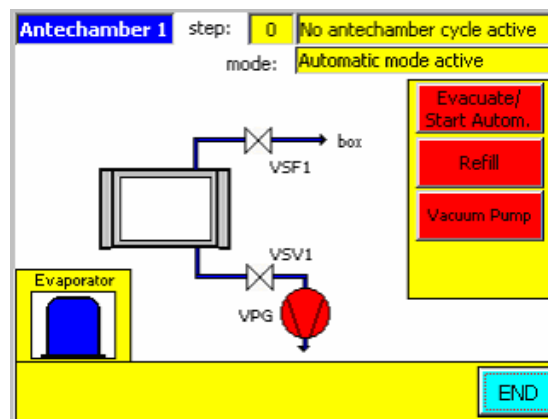 Antechamber 1 step: 0 No antechamber cycle active
mode: Automatic mode active
Evacuate/
Start Autom.
box
VSF1
Refill
Vacuum Pump
VSV1
Evaporator
VPG
END